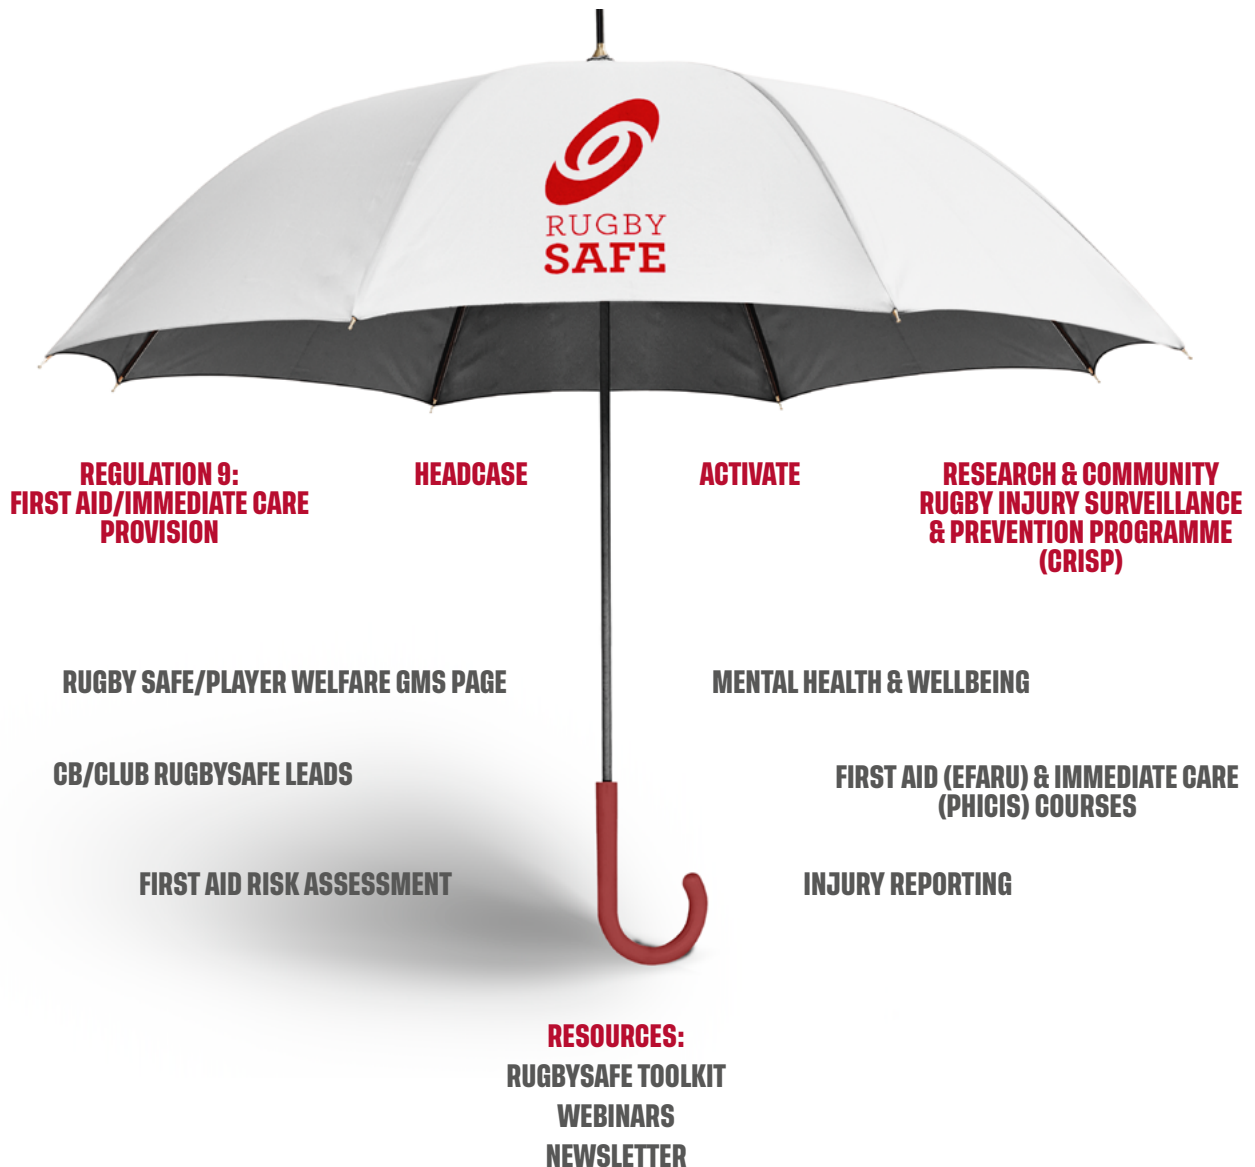 RUGBY
SAFE
REGULATION 9:
FIRST AID/IMMEDIATE CARE
PROVISION
HEADCASE
ACTIVATE
RESEARCH & COMMUNITY
RUGBY INJURY SURVEILLANCE
& PREVENTION PROGRAMME
(CRISP)
RUGBY SAFE/PLAYER WELFARE GMS PAGE
MENTAL HEALTH & WELLBEING
CB/CLUB RUGBYSAFE LEADS
FIRST AID (EFARU) & IMMEDIATE CARE
(PHICIS) COURSES
FIRST AID RISK ASSESSMENT
INJURY REPORTING
RESOURCES:
RUGBYSAFE TOOLKIT
WEBINARS
NEWSLETTER